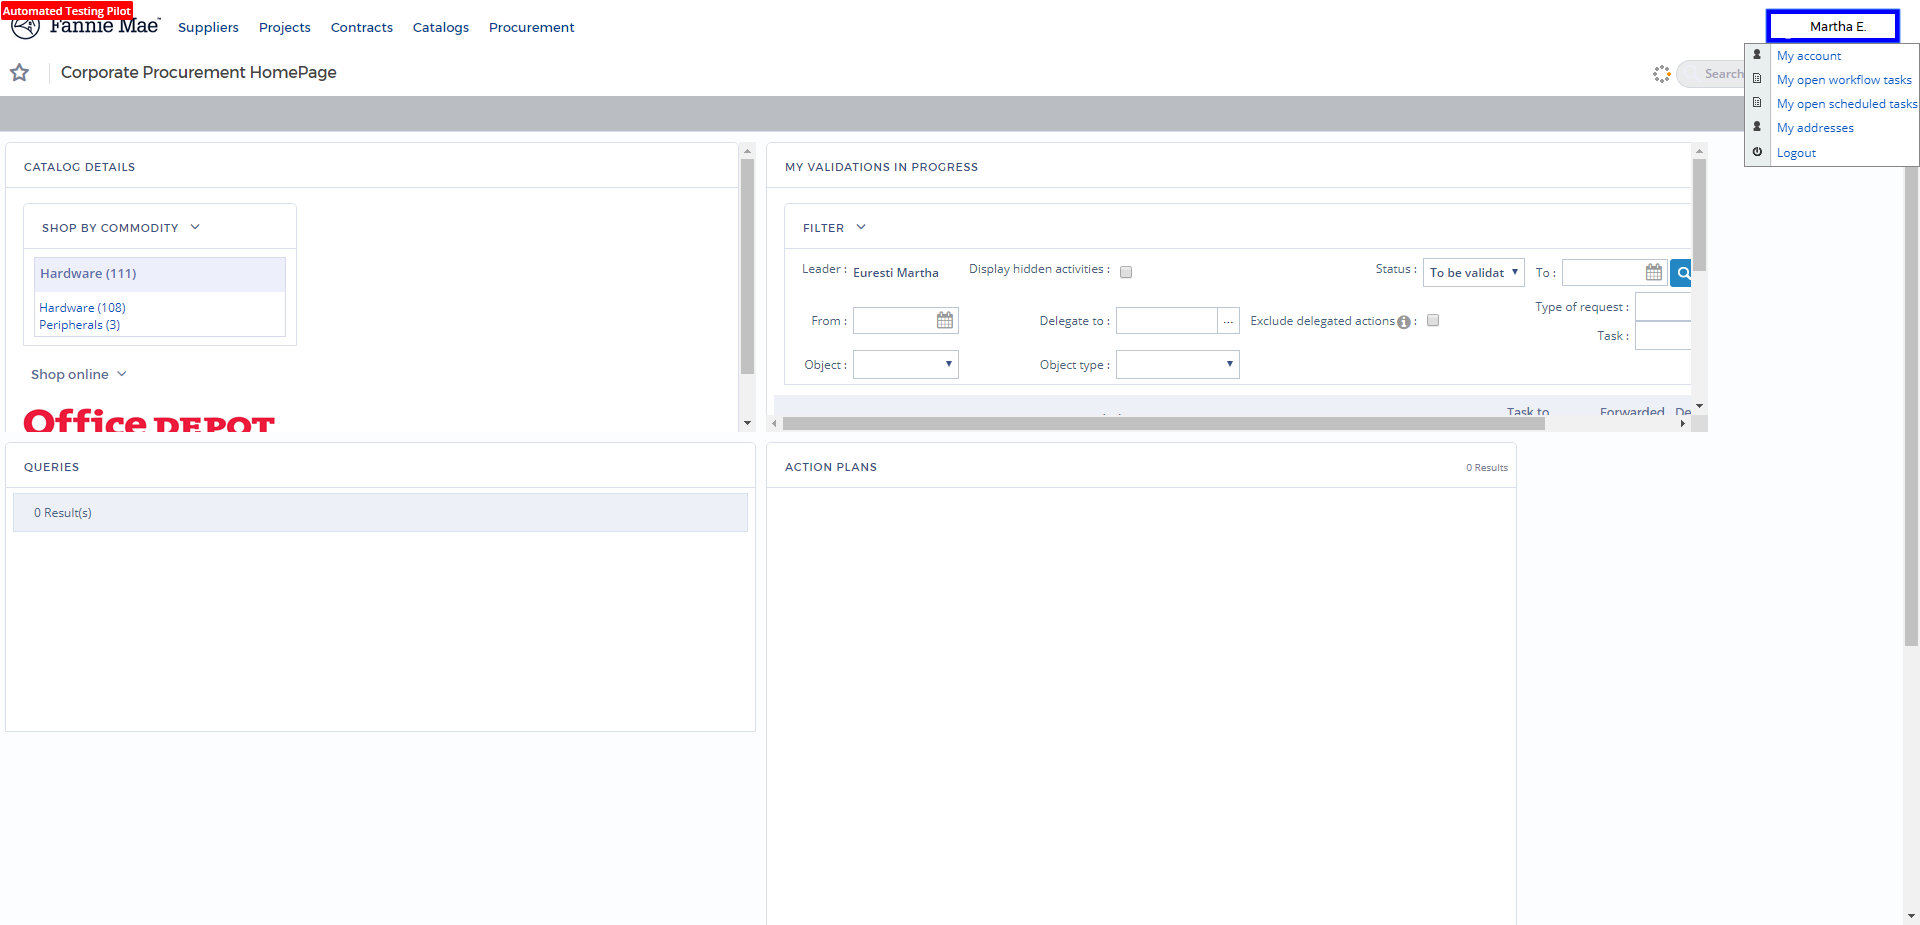 Automated Testing Pilot
Fannie Mae
Suppliers Projects Contracts Catalogs Procurement
Martha E.
My account
My open workflow tasks
My open scheduled tasks
My addresses
Logout
Corporate Procurement HomePage
Search
CATALOG DETAILS
SHOP BY COMMODITY
Hardware (111)
Hardware (108)
Peripherals (3)
Shop online
Office DEPOT
MY VALIDATIONS IN PROGRESS
FILTER
Leader : Euresti Martha Display hidden activities : Status : To be validat To :
Type of request :
From : Delegate to : ... Exclude delegated actions :
Task :
Object : Object type :
Task to Forwarded De
QUERIES
0 Result(s)
ACTION PLANS 0 Results